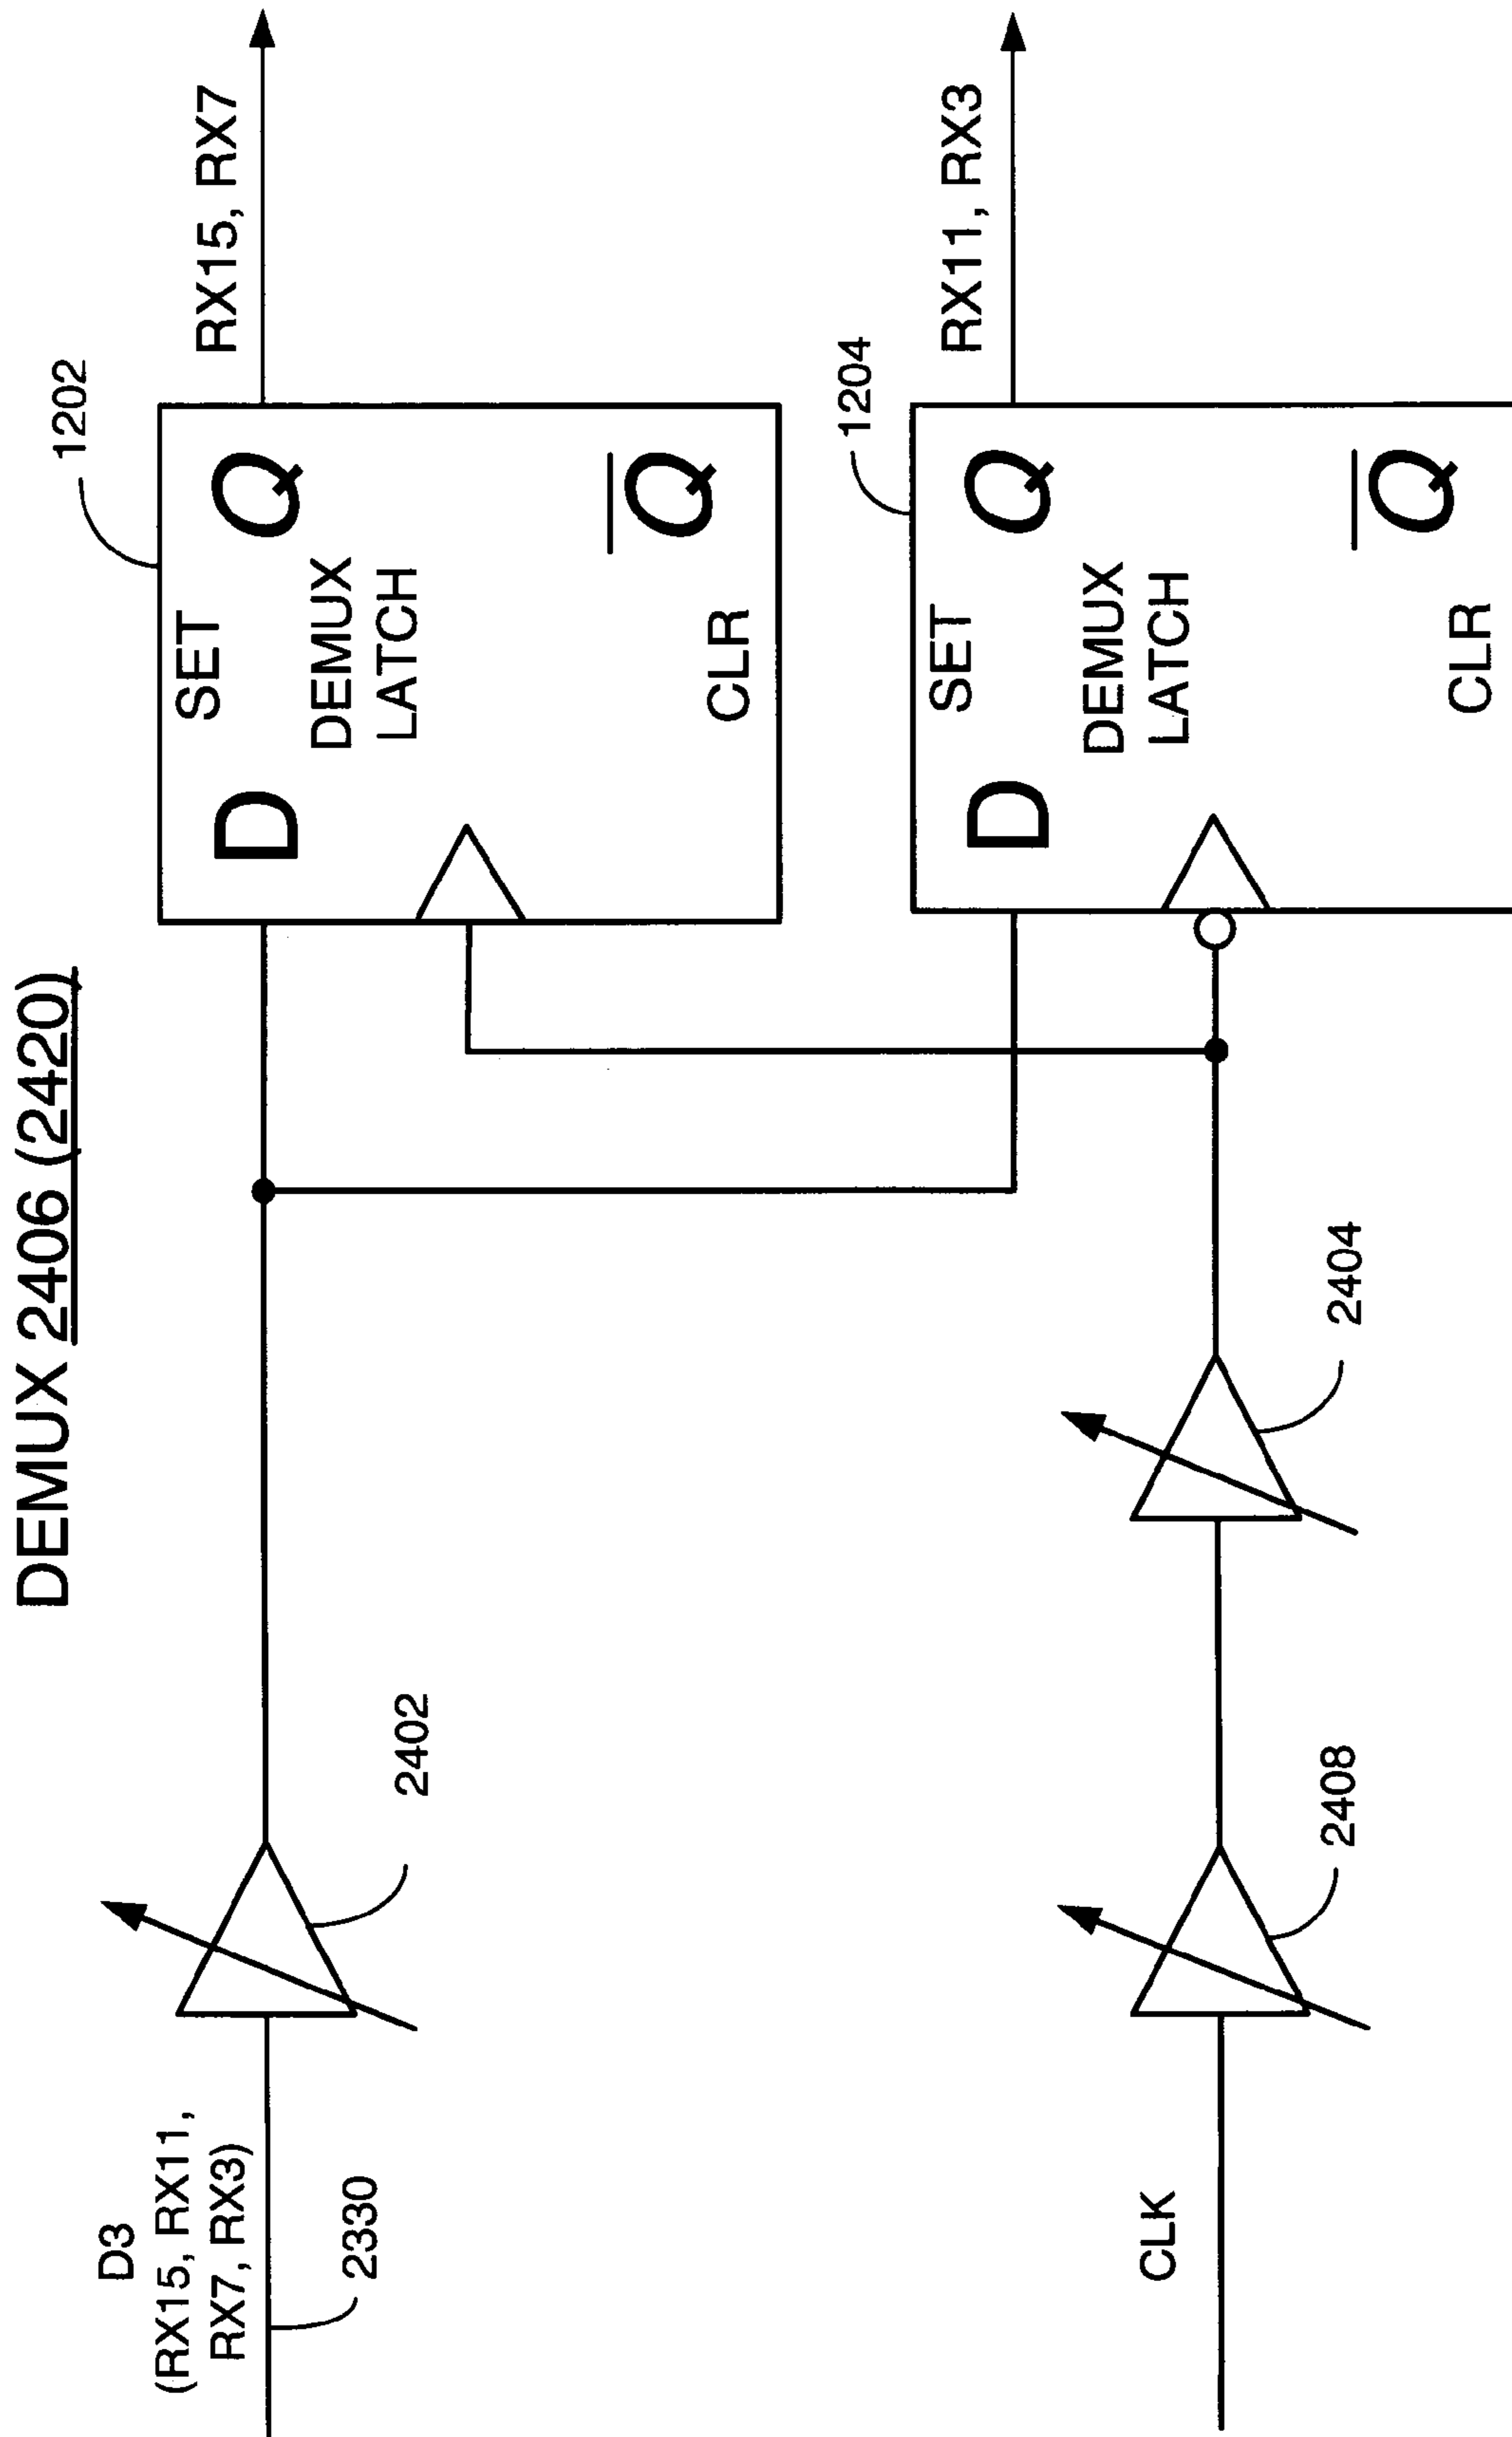 DEMUX 2406 (2420)
D3
(RX15, RX11,
RX7, RX3)
2330
2402
1202
D
SET
Q
DEMUX
LATCH
CLR
Q
RX15, RX7
CLK
2408
2404
1204
D
SET
Q
DEMUX
LATCH
CLR
Q
RX11, RX3